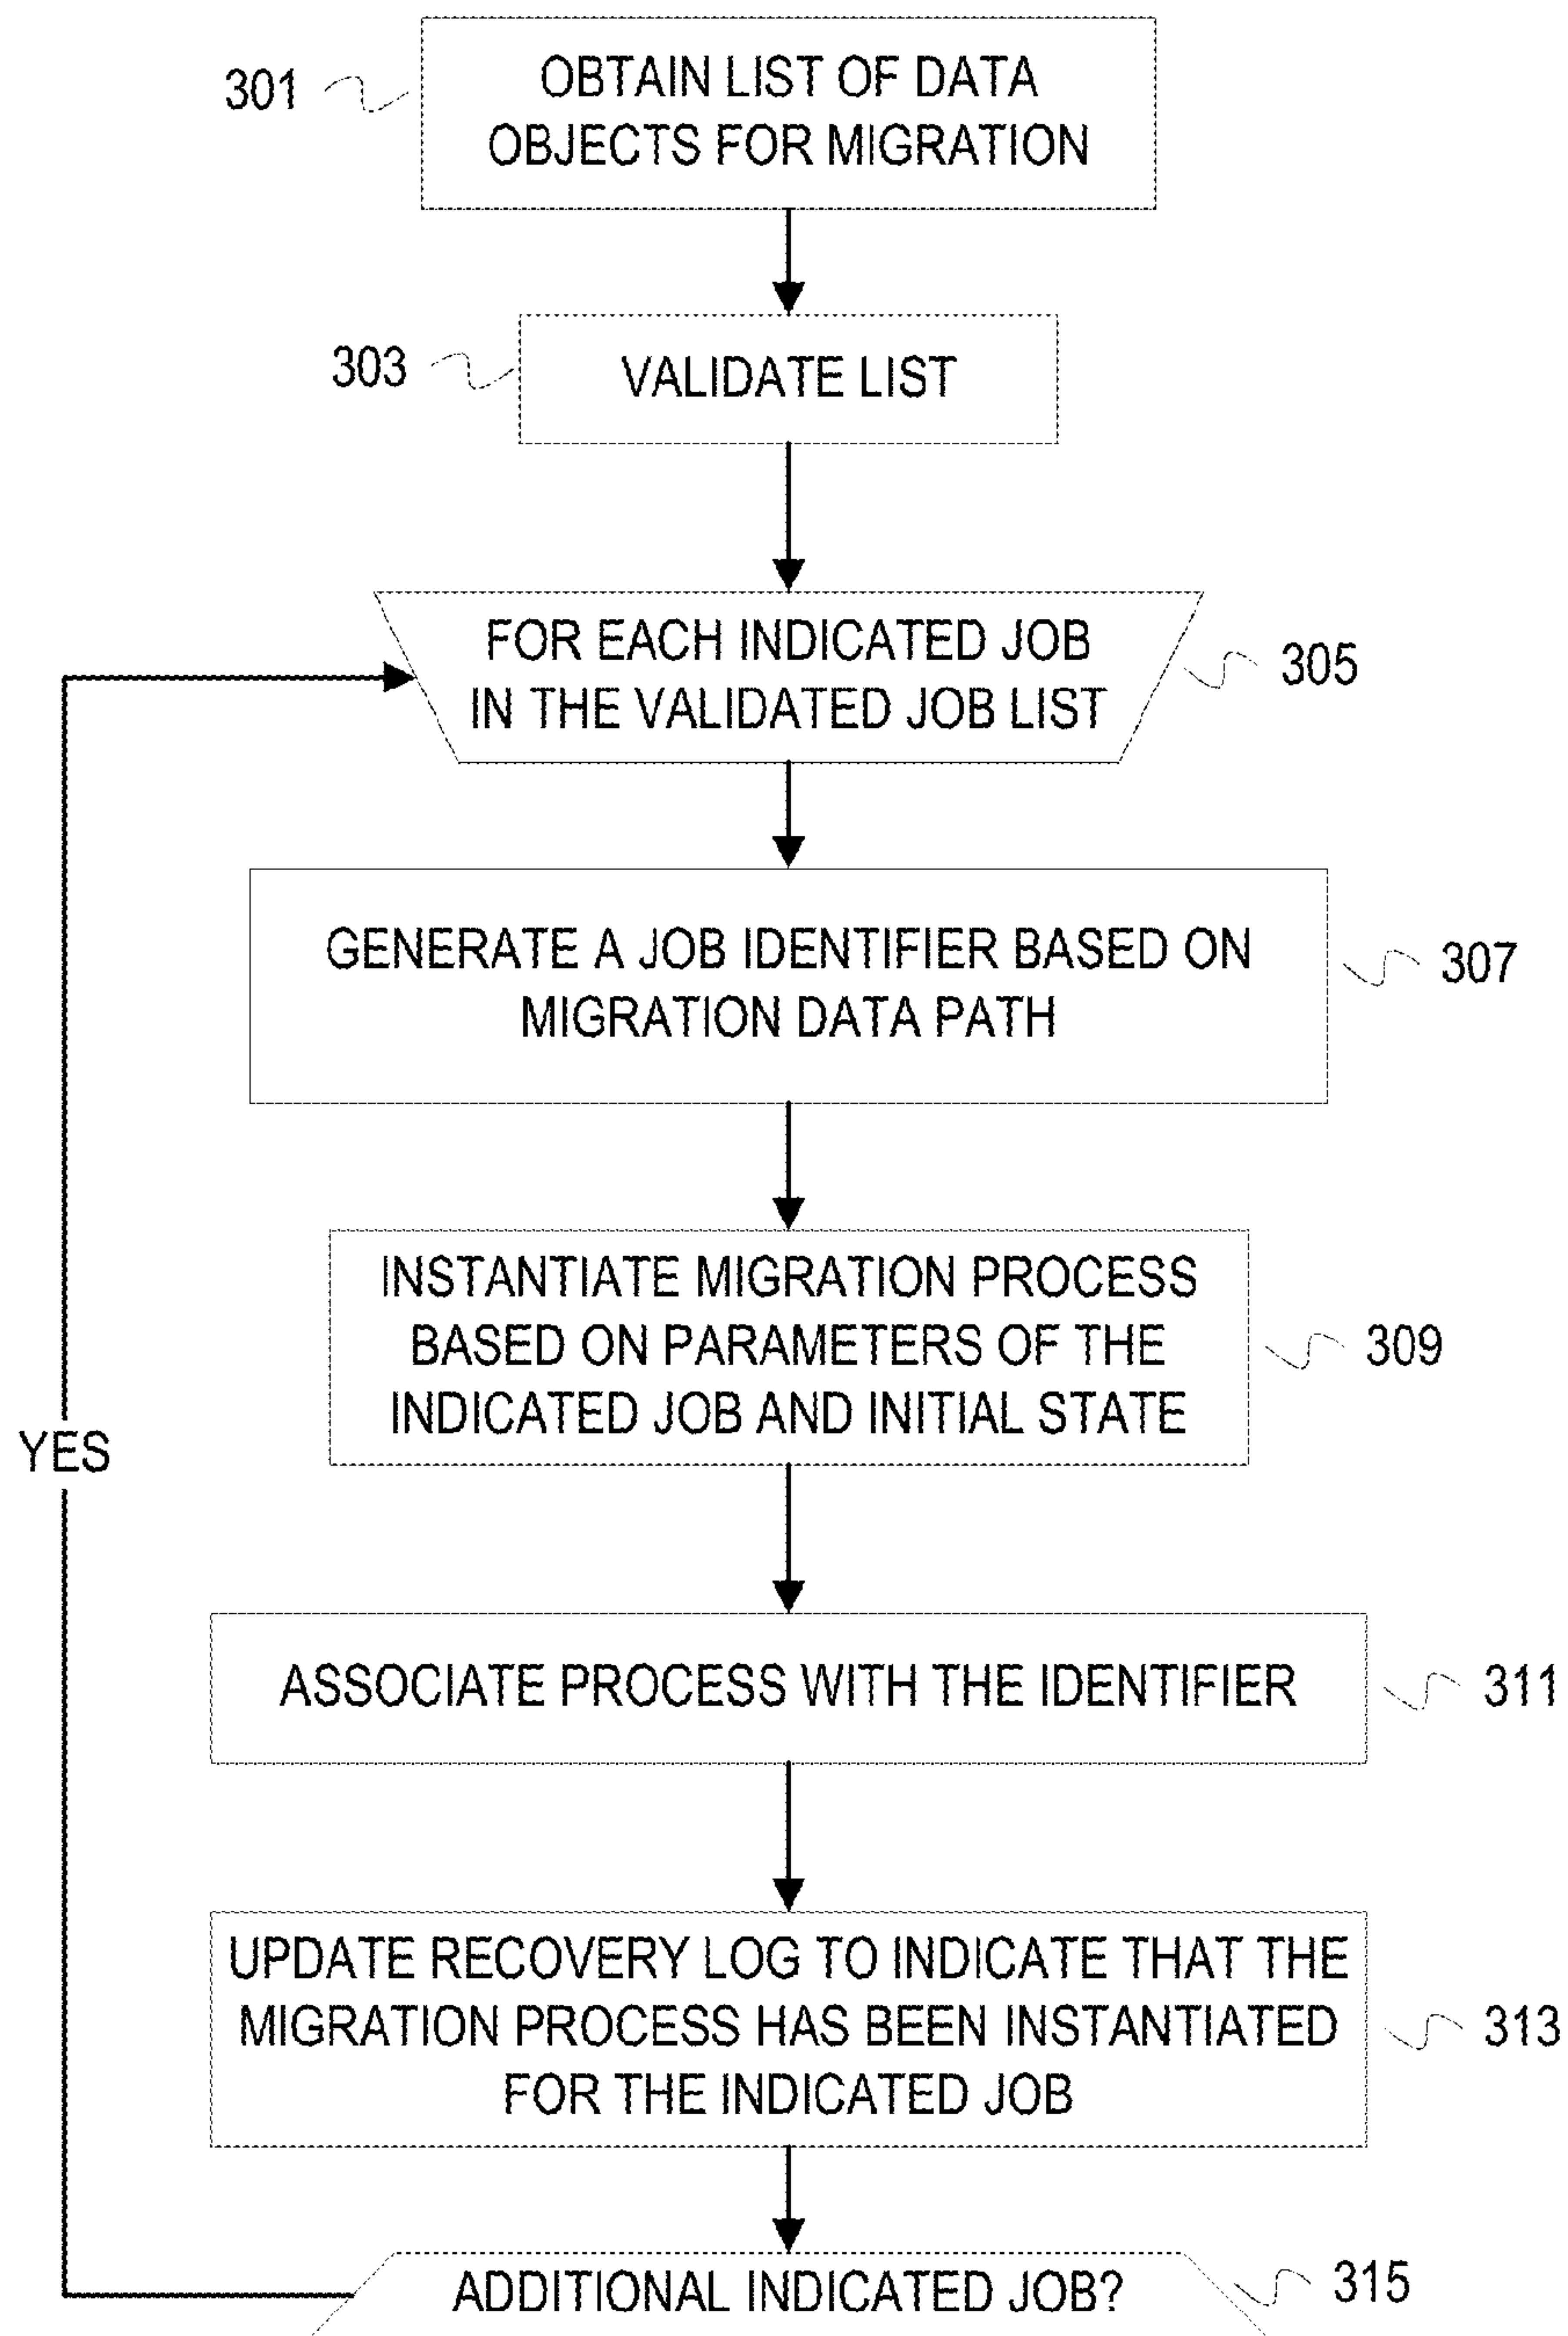 301
OBTAIN LIST OF DATA
OBJECTS FOR MIGRATION
303
VALIDATE LIST
FOR EACH INDICATED JOB
IN THE VALIDATED JOB LIST
305
GENERATE A JOB IDENTIFIER BASED ON
MIGRATION DATA PATH
307
INSTANTIATE MIGRATION PROCESS
BASED ON PARAMETERS OF THE
INDICATED JOB AND INITIAL STATE
309
YES
ASSOCIATE PROCESS WITH THE IDENTIFIER
311
UPDATE RECOVERY LOG TO INDICATE THAT THE
MIGRATION PROCESS HAS BEEN INSTANTIATED
FOR THE INDICATED JOB
313
ADDITIONAL INDICATED JOB?
315